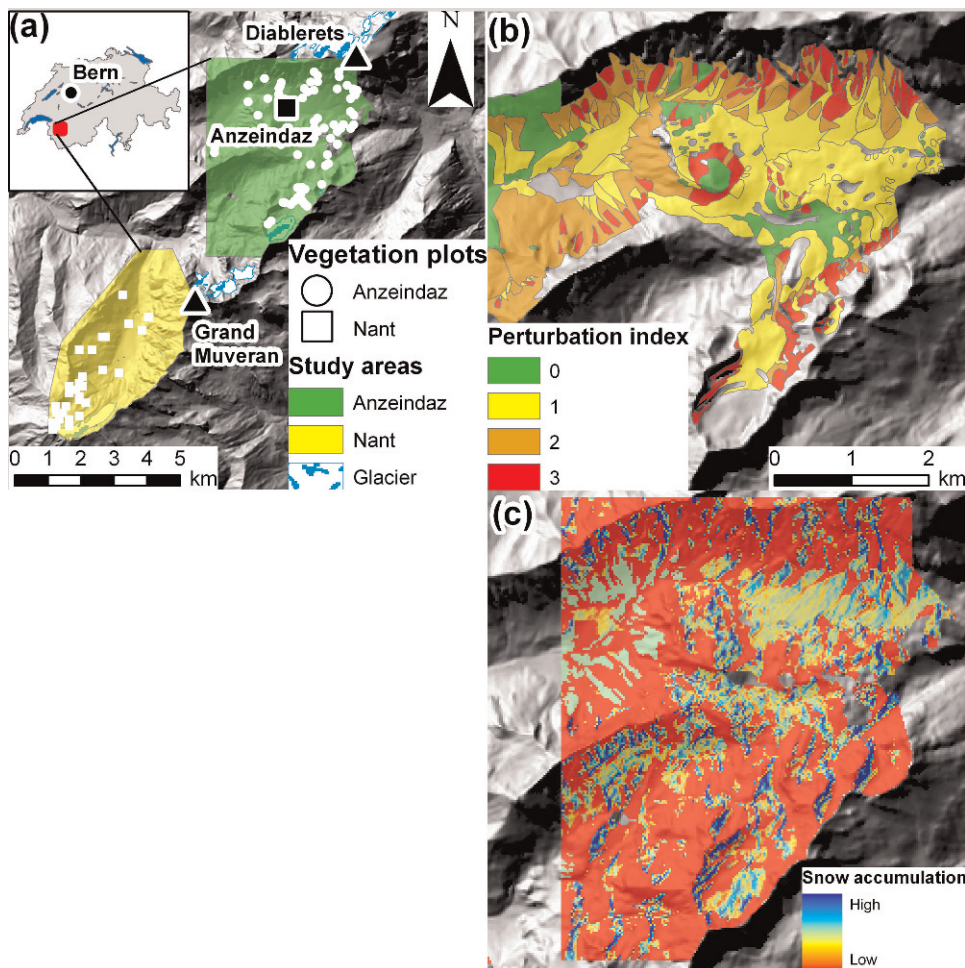 (a)
Bern
Diablerets
N
Anzeindaz
Grand
Muveran
Vegetation plots
Anzeindaz
Nant
Study areas
Anzeindaz
Nant
Glacier
0 1 2 3 4 5
km
(b)
Perturbation index
0
1
2
3
0 1 2
km
(c)
Snow accumulation
High
Low